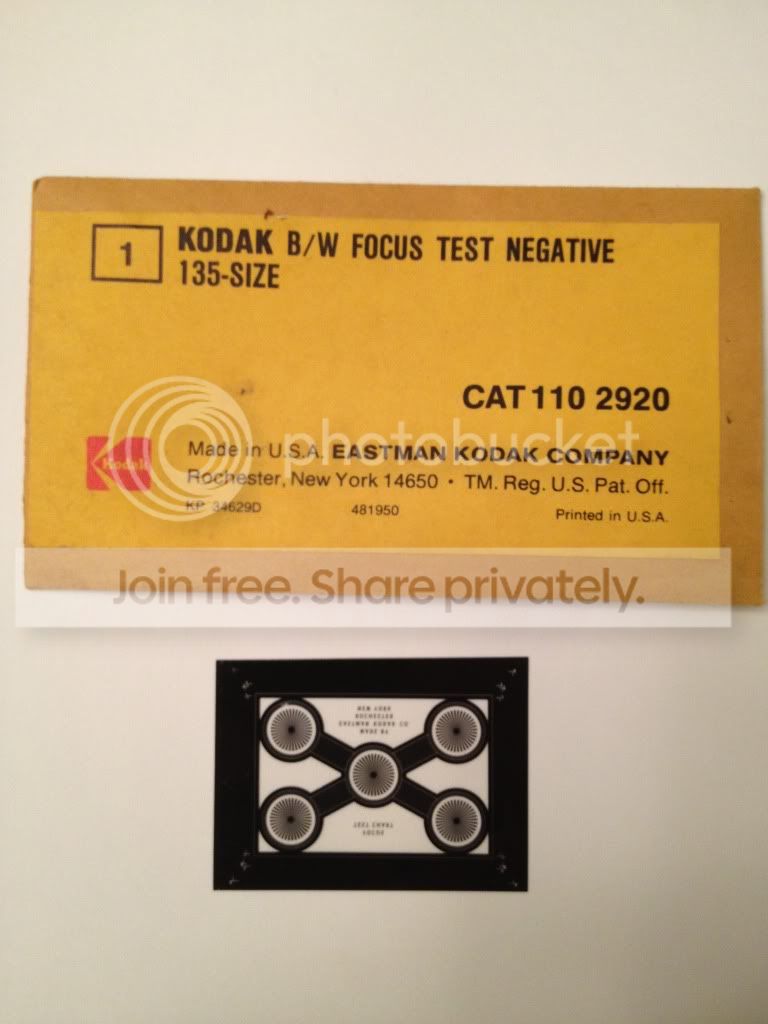 1
KODAK B/W FOCUS TEST NEGATIVE
135-SIZE
CAT 110 2920
Kodak
Made in U.S.A. EASTMAN KODAK COMPANY
Rochester, New York 14650 • TM. Reg. U.S. Pat. Off.
KP 34629D 481950 Printed in U.S.A.
photobucket
Join free. Share privately.